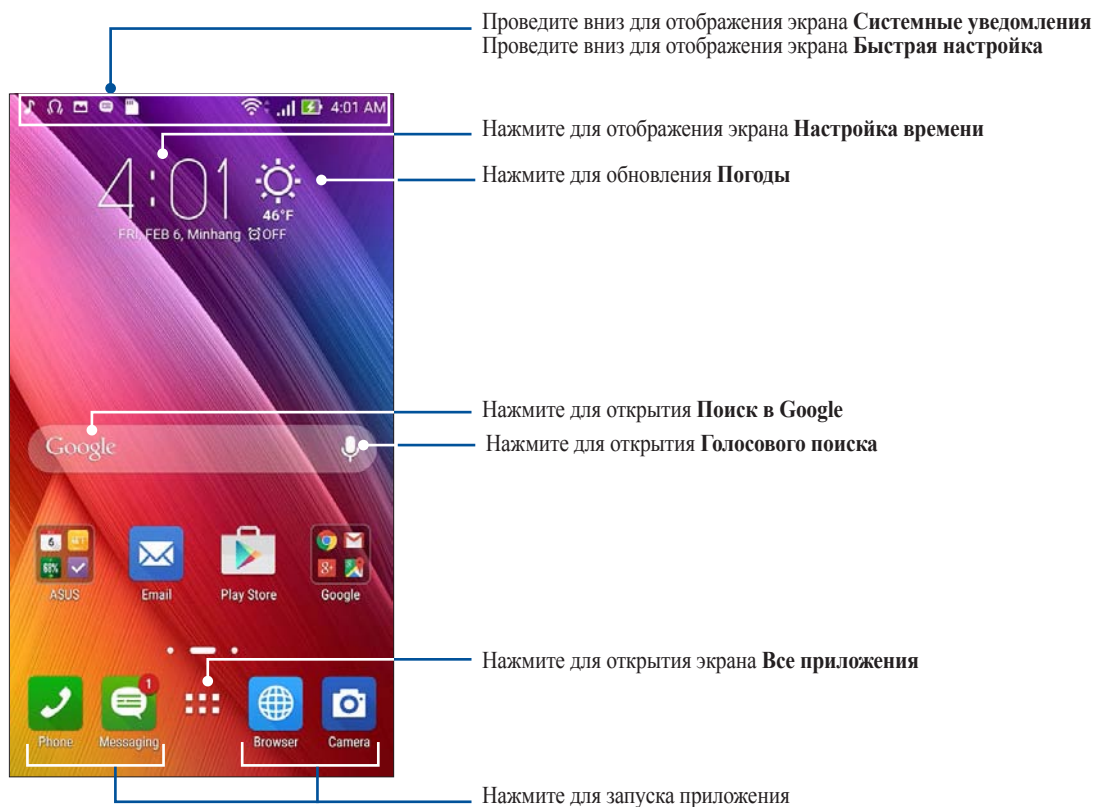 Проведите вниз для отображения экрана Системные уведомления
Проведите вниз для отображения экрана Быстрая настройка
4:01 AM
Нажмите для отображения экрана Настройка времени
4:01
Нажмите для обновления Погоды
46°F
FRI, FEB 6, Minhang OFF
Нажмите для открытия Поиск в Google
Google
Нажмите для открытия Голосового поиска
6
68%
8+
ASUS
Email
Play Store
Google
Нажмите для открытия экрана Все приложения
1
Phone
Messaging
Browser
Camera
Нажмите для запуска приложения